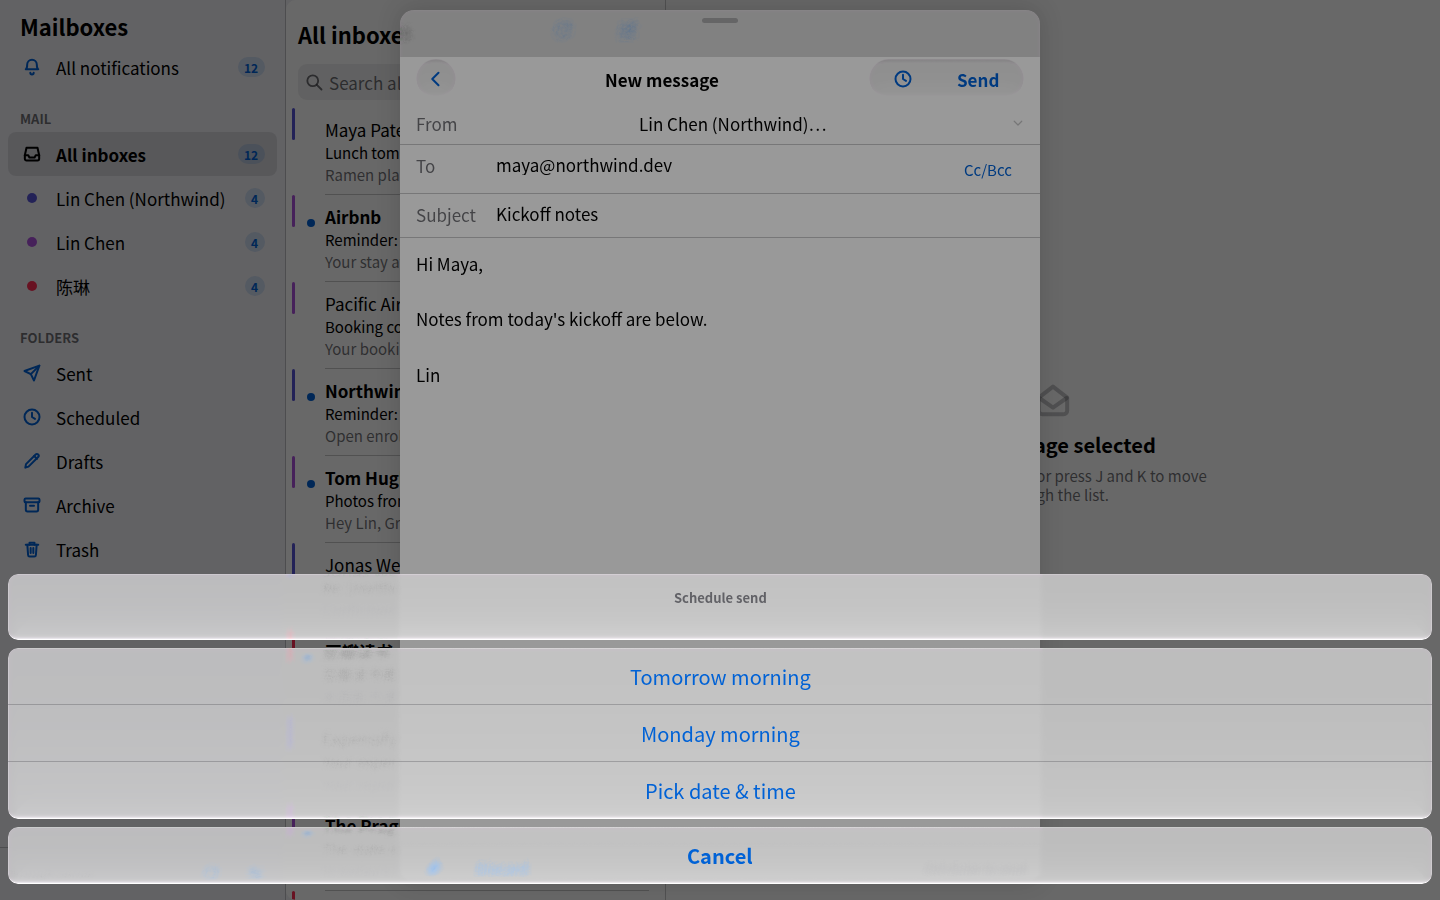 Mailboxes
All notifications 12
MAIL
All inboxes 12
Lin Chen (Northwind) 4
Lin Chen 4
陈琳 4
FOLDERS
Sent
Scheduled
Drafts
Archive
Trash
All inboxe
Search al
Maya Pate
Lunch tom
Ramen pla
Airbnb
Reminder:
Your stay a
Pacific Air
Booking co
Your booki
Northwin
Reminder:
Open enro
Tom Hug
Photos fro
Hey Lin, Gr
Jonas We
The Prag
New message
Send
From Lin Chen (Northwind)…
To maya@northwind.dev Cc/Bcc
Subject Kickoff notes
Hi Maya,
Notes from today's kickoff are below.
Lin
age selected
or press J and K to move
gh the list.
Schedule send
Tomorrow morning
Monday morning
Pick date & time
Cancel